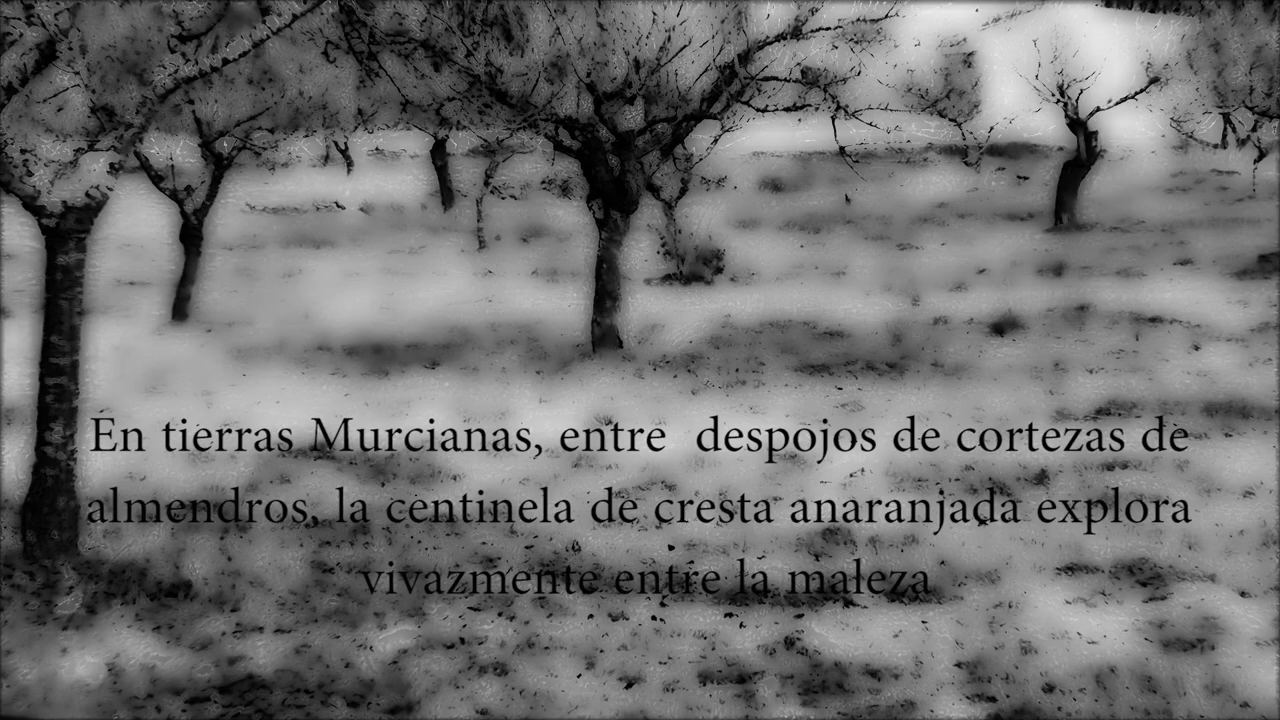 En tierras Murcianas, entre  despojos de cortezas de
almendros, la centinela de cresta anaranjada explora
vivazmente entre la maleza